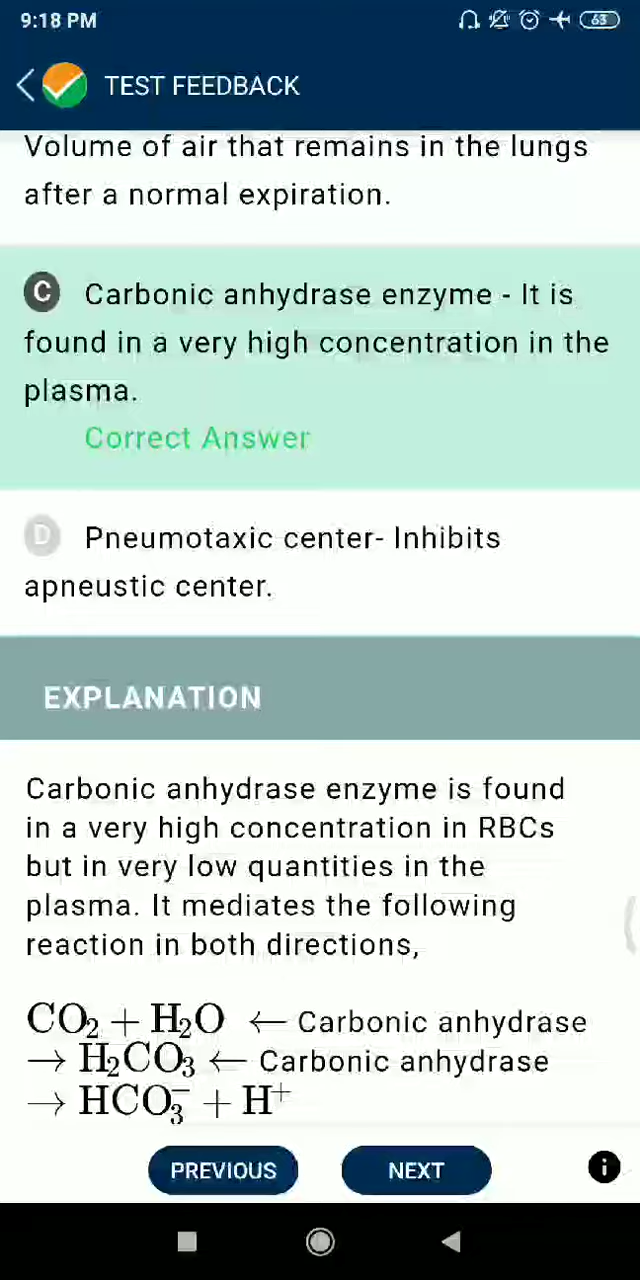 9:18 PM
63
TEST FEEDBACK
Volume of air that remains in the lungs
after a normal expiration.
C Carbonic anhydrase enzyme - It is
found in a very high concentration in the
plasma.
Correct Answer
D Pneumotaxic center- Inhibits
apneustic center.
EXPLANATION
Carbonic anhydrase enzyme is found
in a very high concentration in RBCs
but in very low quantities in the
plasma. It mediates the following
reaction in both directions,
CO₂ + H₂O ← Carbonic anhydrase
→ H₂CO₃ ← Carbonic anhydrase
→ HCO₃⁻ + H⁺
PREVIOUS NEXT i